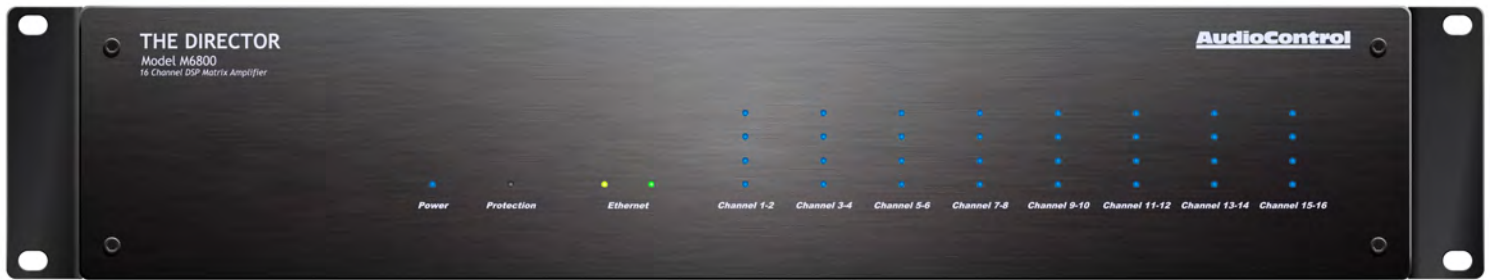 THE DIRECTOR
Model M6800
16 Channel DSP Matrix Amplifier
AudioControl
Power
Protection
Ethernet
Channel 1-2
Channel 3-4
Channel 5-6
Channel 7-8
Channel 9-10
Channel 11-12
Channel 13-14
Channel 15-16